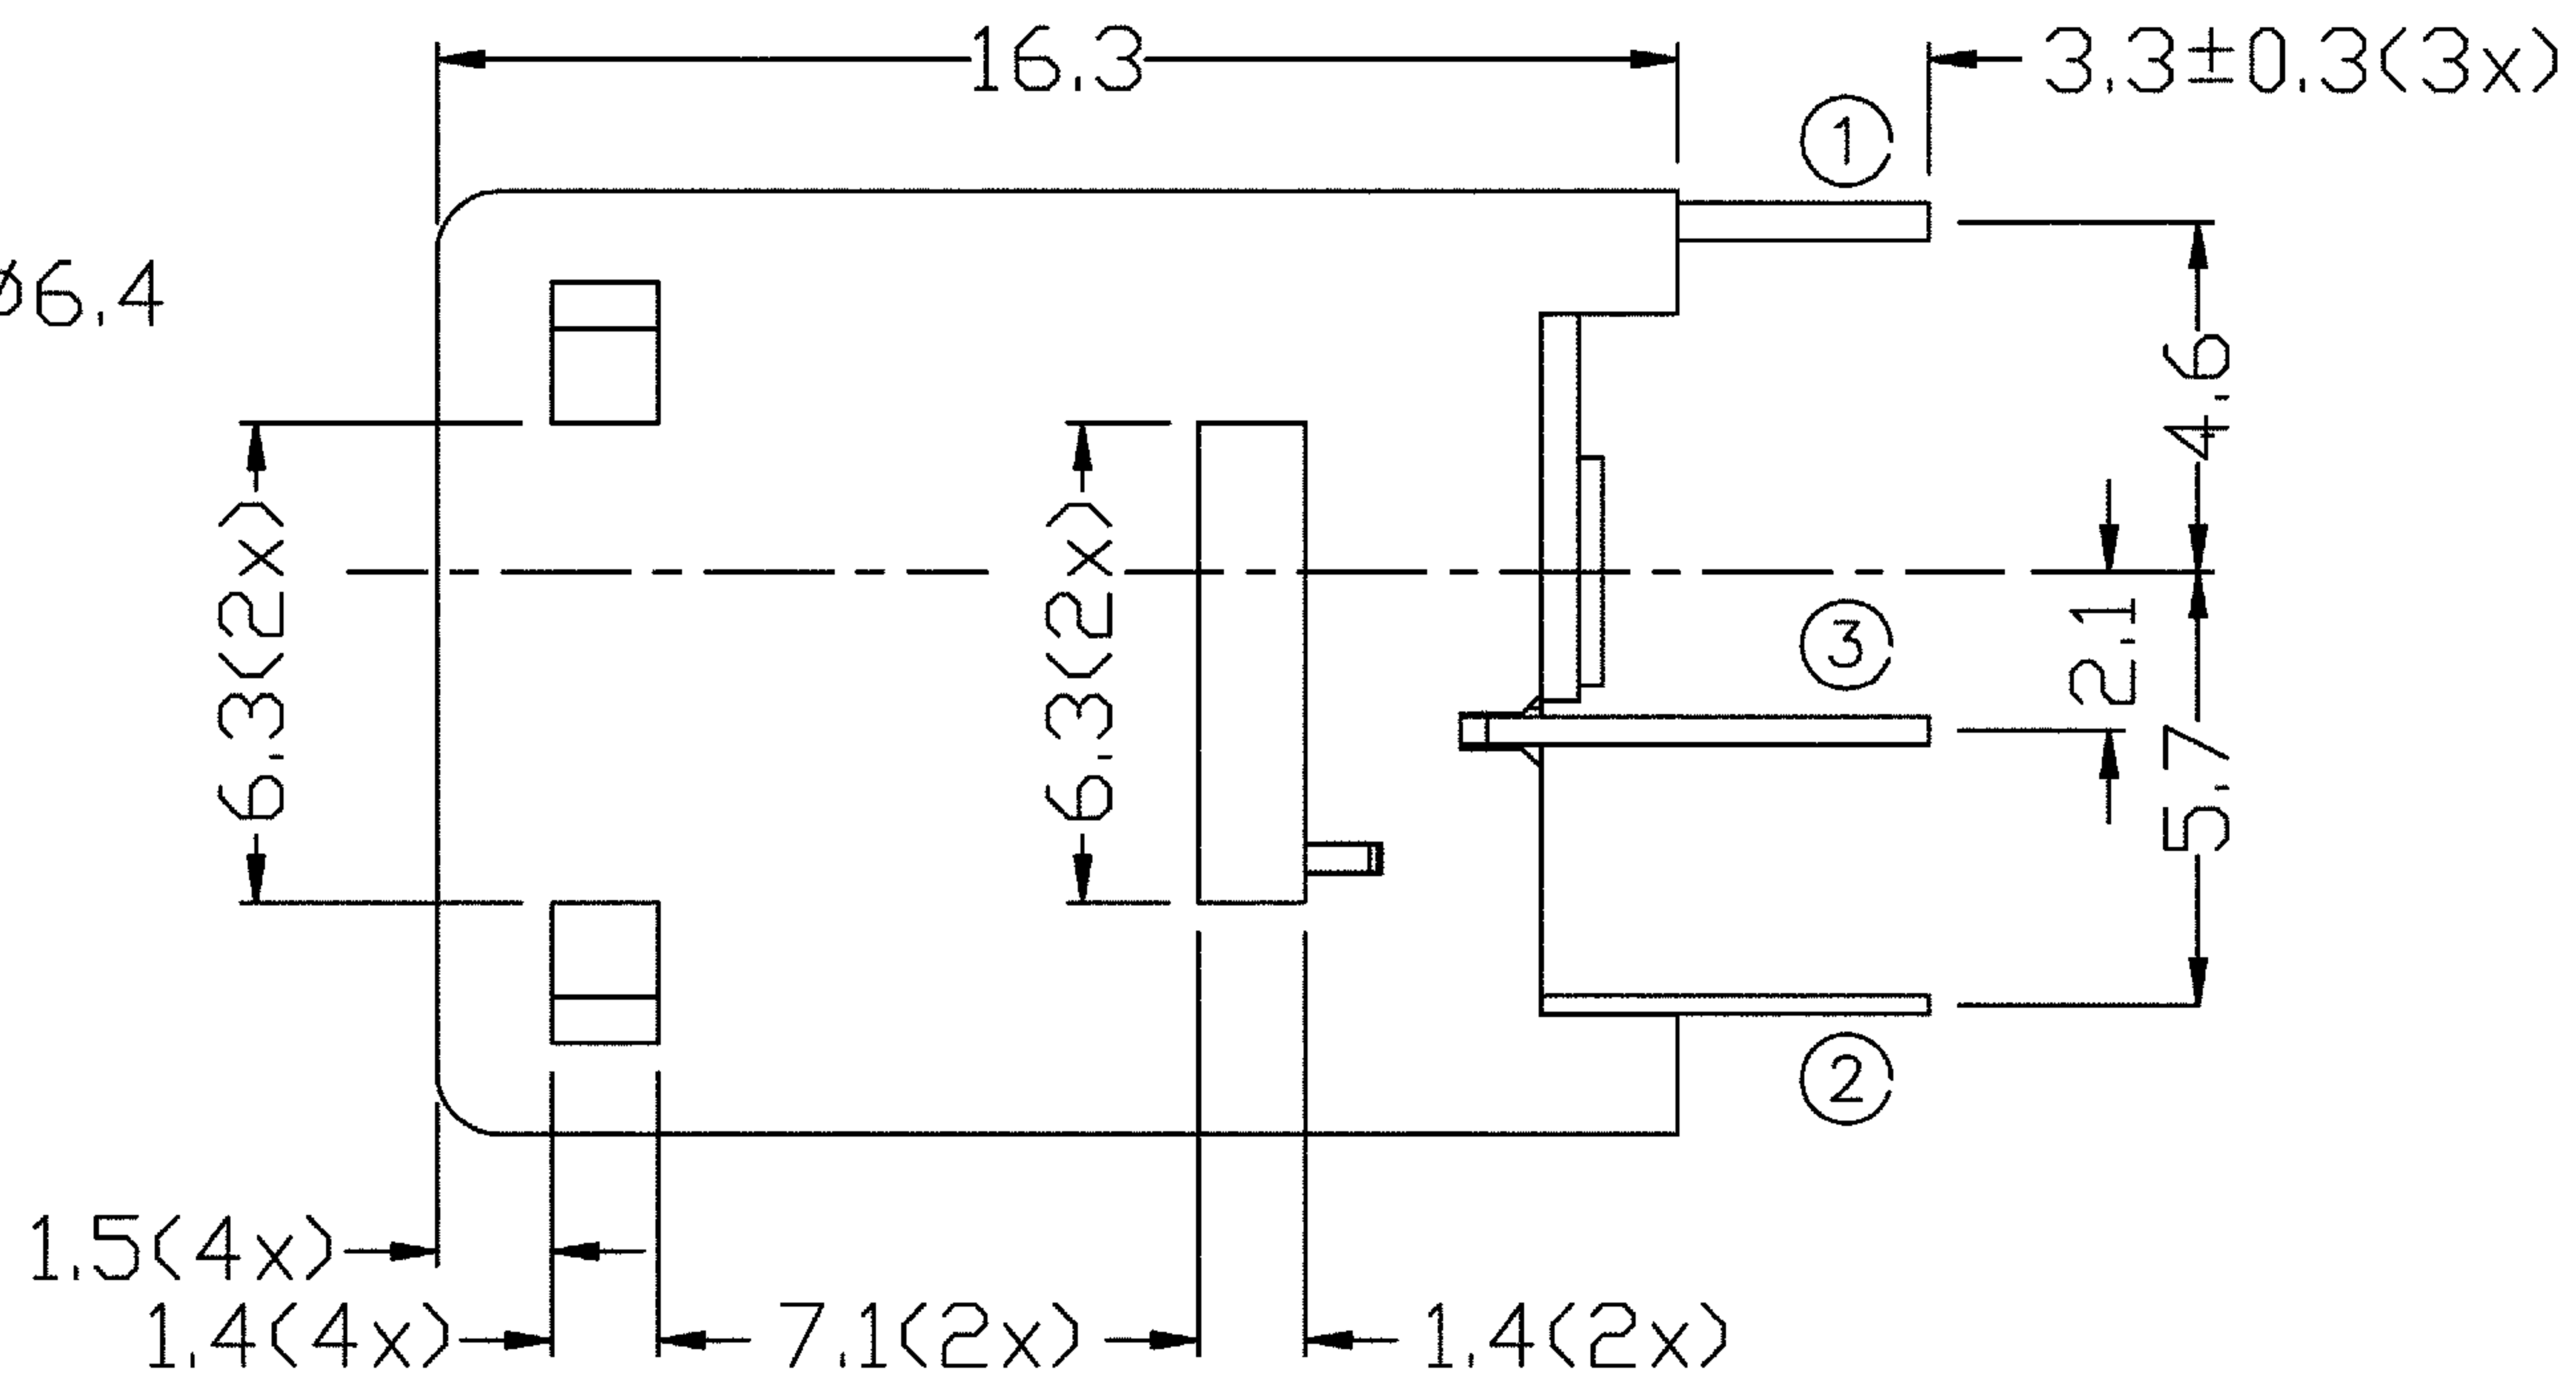 16.3
3.3±0.3(3x)
1
ø6.4
4.6
6.3(2x)
6.3(2x)
3
2.1
5.7
2
1.5(4x)
1.4(4x)
7.1(2x)
1.4(2x)